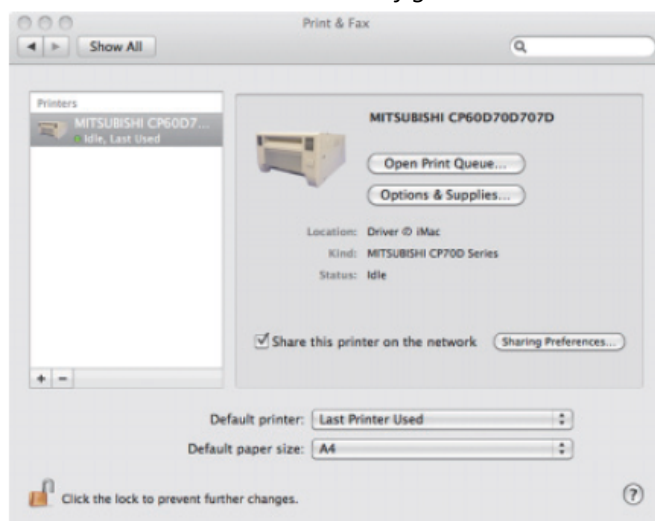 Print & Fax
Show All
Printers
MITSUBISHI CP60D7...
Idle, Last Used
MITSUBISHI CP60D70D707D
Open Print Queue...
Options & Supplies...
Location: Driver @ iMac
Kind: MITSUBISHI CP70D Series
Status: Idle
Share this printer on the network
Sharing Preferences...
+ -
Default printer: Last Printer Used
Default paper size: A4
Click the lock to prevent further changes.
?